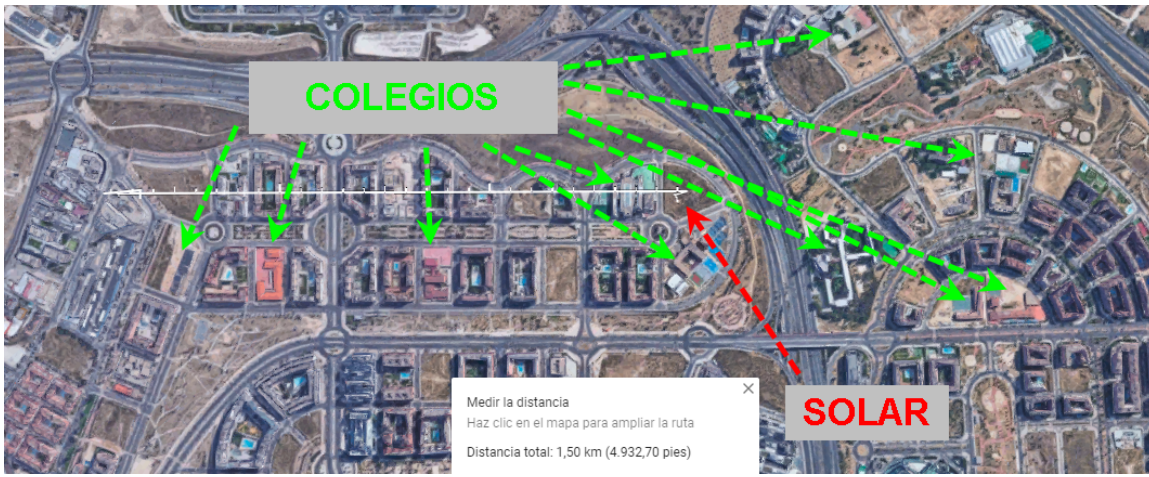 COLEGIOS
Medir la distancia
Haz clic en el mapa para ampliar la ruta
Distancia total: 1,50 km (4.932,70 pies)
SOLAR